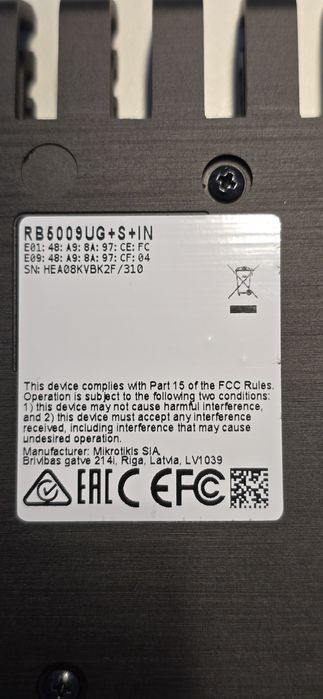 RB5009UG+S+IN
E01: 48: A9: 8A: 97: CE: FC
E09: 48: A9: 8A: 97: CF: 04
SN: HEA08KVBK2F/310
This device complies with Part 15 of the FCC Rules.
Operation is subject to the following two conditions:
1) this device may not cause harmful interference,
and 2) this device must accept any interference
received, including interference that may cause
undesired operation.
Manufacturer: Mikrotikls SIA
Brivibas gatve 214i, Riga, Latvia, LV1039
EAC CE FC